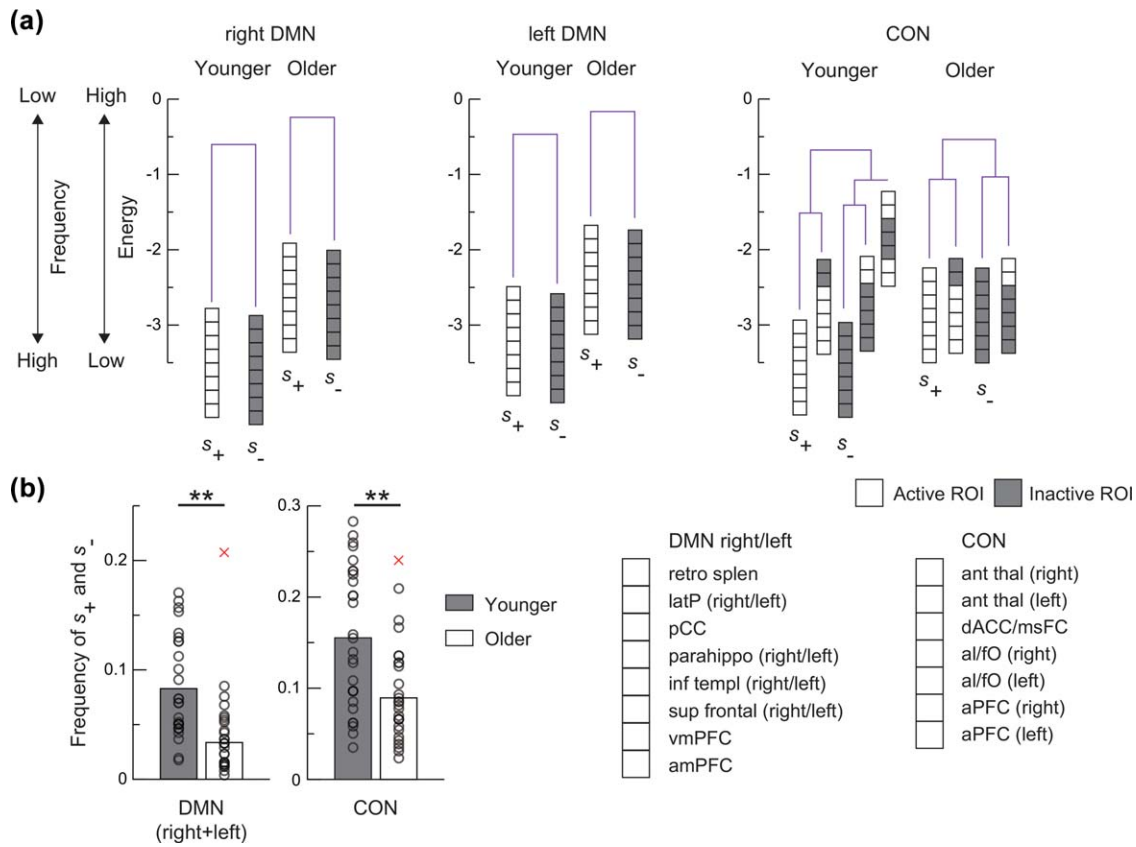 (a)
right DMN
Younger Older
left DMN
Younger Older
CON
Younger Older
Low High
Frequency
Energy
High Low
0
-1
-2
-3
s+ s-
s+ s-
0
-1
-2
-3
s+ s-
s+ s-
0
-1
-2
-3
s+ s-
s+ s-
(b)
Frequency of s+ and s-
**
0.2
0.1
0
DMN
(right+left)
**
0.3
0.2
0.1
0
CON
Younger
Older
Active ROI Inactive ROI
DMN right/left
retro splen
latP (right/left)
pCC
parahippo (right/left)
inf templ (right/left)
sup frontal (right/left)
vmPFC
amPFC
CON
ant thal (right)
ant thal (left)
dACC/msFC
al/fO (right)
al/fO (left)
aPFC (right)
aPFC (left)